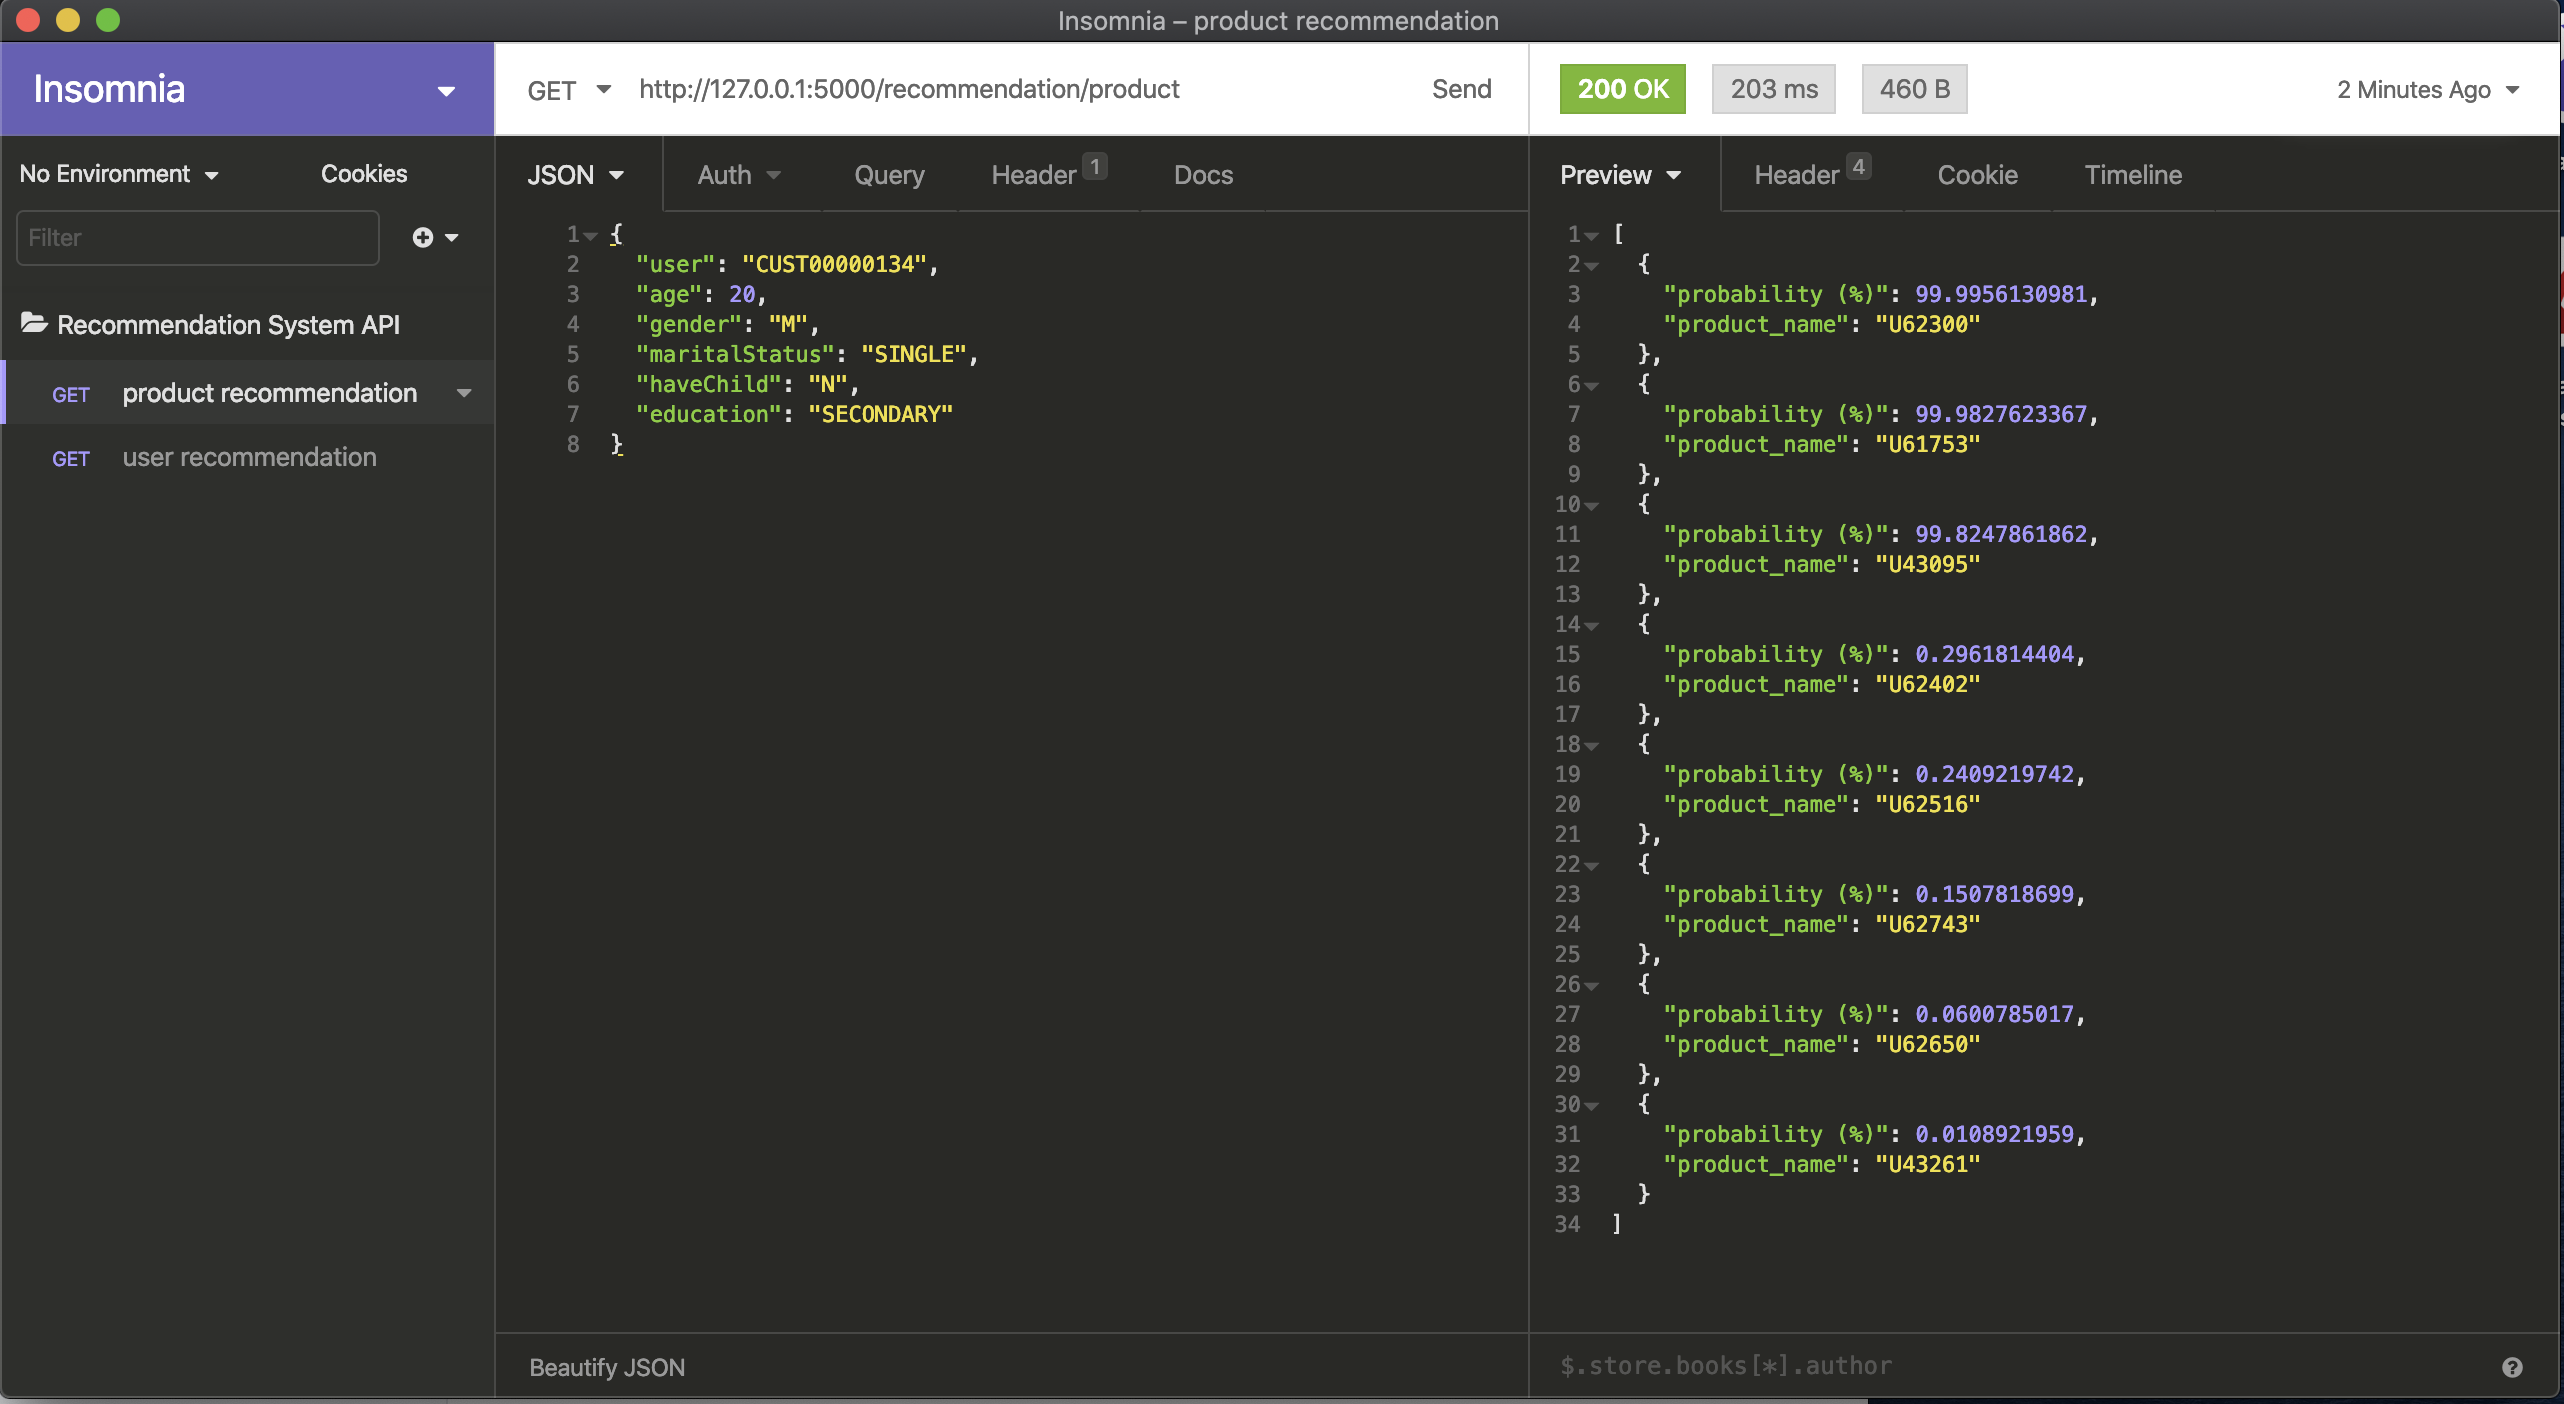 Insomnia – product recommendation
Insomnia
GET http://127.0.0.1:5000/recommendation/product Send
200 OK 203 ms 460 B 2 Minutes Ago
No Environment Cookies
Filter
Recommendation System API
GET product recommendation
GET user recommendation
JSON Auth Query Header 1 Docs
1 {
2 "user": "CUST00000134",
3 "age": 20,
4 "gender": "M",
5 "maritalStatus": "SINGLE",
6 "haveChild": "N",
7 "education": "SECONDARY"
8 }
Beautify JSON
Preview Header 4 Cookie Timeline
1 [
2 {
3 "probability (%)": 99.9956130981,
4 "product_name": "U62300"
5 },
6 {
7 "probability (%)": 99.9827623367,
8 "product_name": "U61753"
9 },
10 {
11 "probability (%)": 99.8247861862,
12 "product_name": "U43095"
13 },
14 {
15 "probability (%)": 0.2961814404,
16 "product_name": "U62402"
17 },
18 {
19 "probability (%)": 0.2409219742,
20 "product_name": "U62516"
21 },
22 {
23 "probability (%)": 0.1507818699,
24 "product_name": "U62743"
25 },
26 {
27 "probability (%)": 0.0600785017,
28 "product_name": "U62650"
29 },
30 {
31 "probability (%)": 0.0108921959,
32 "product_name": "U43261"
33 }
34 ]
$.store.books[*].author